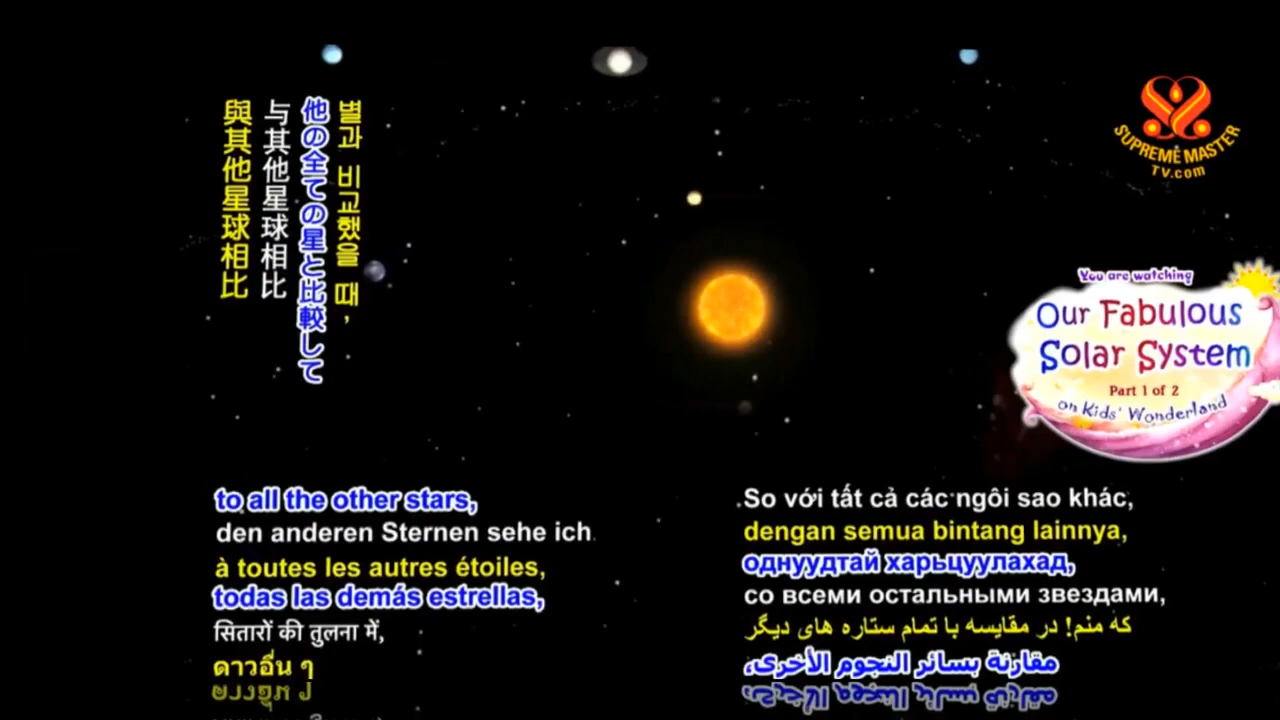 별과 비교했을 때,
他の全ての星と比較して
与其他星球相比
與其他星球相比
SUPREME MASTER
TV.com
You are watching
Our Fabulous
Solar System
Part 1 of 2
on Kids' Wonderland
to all the other stars,
den anderen Sternen sehe ich
à toutes les autres étoiles,
todas las demás estrellas,
सितारों की तुलना में,
ดาวอื่น ๆ
So với tất cả các ngôi sao khác,
dengan semua bintang lainnya,
однуудтай харьцуулахад,
со всеми остальными звездами,
که منم! در مقایسه با تمام ستاره های دیگر
مقارنة بسائر النجوم الأخرى،